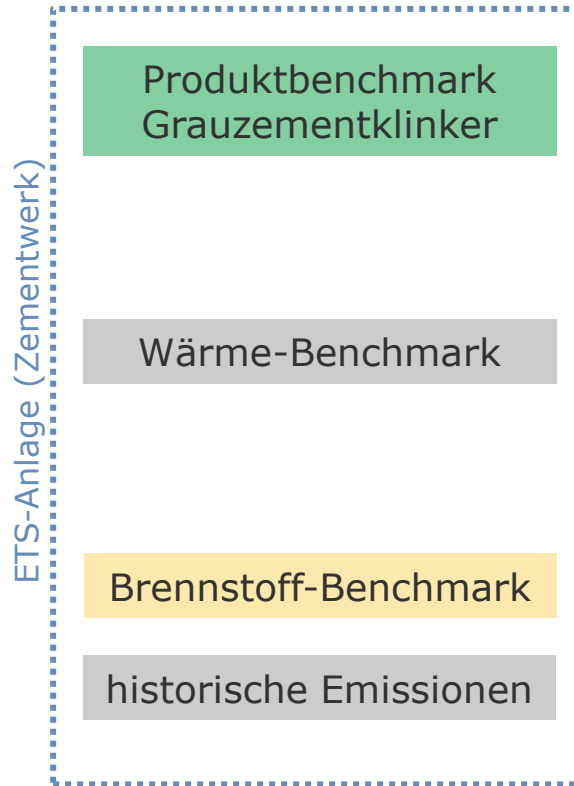 ETS-Anlage (Zementwerk)
Produktbenchmark
Grauzementklinker
Wärme-Benchmark
Brennstoff-Benchmark
historische Emissionen